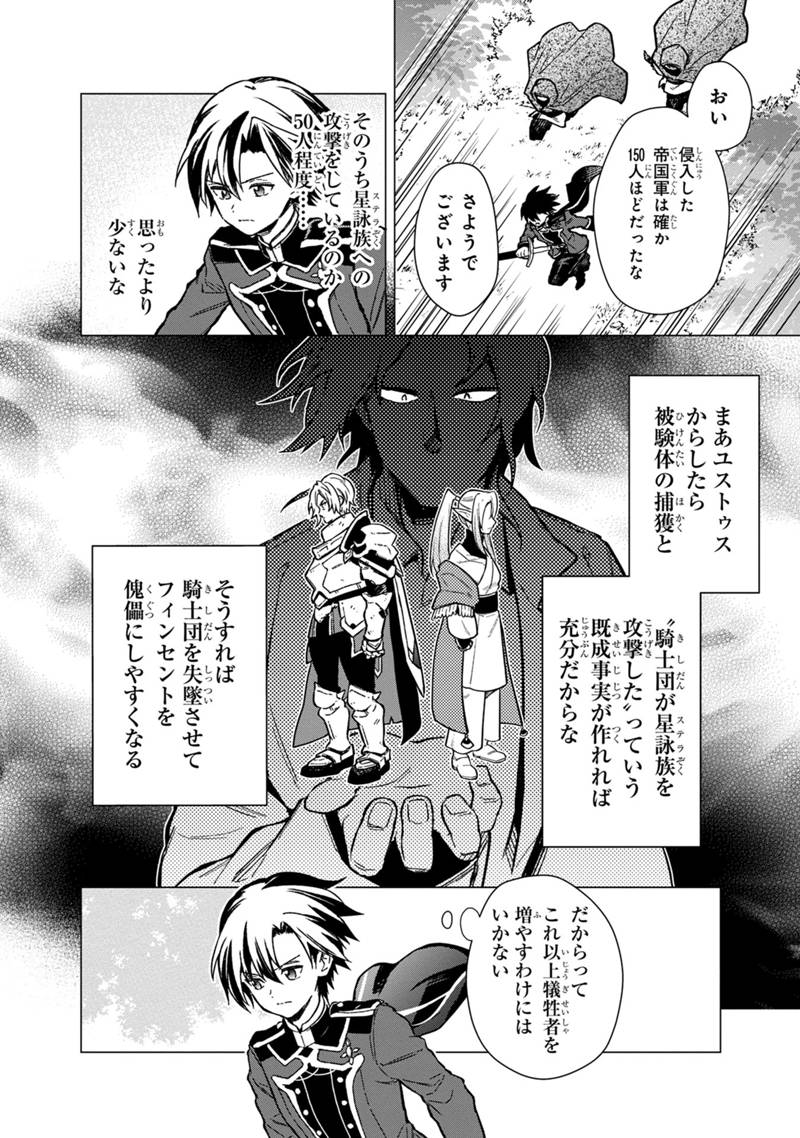 おい
侵入した
帝国軍は確か
150人ほどだったな
さようで
ございます
そのうち星詠族への
攻撃をしているのか
50人程度……
思ったより
少ないな
まあユストゥス
からしたら
被験体の捕獲と
〝騎士団が星詠族を
攻撃した〟っていう
既成事実が作れれば
充分だからな
そうすれば
騎士団を失墜させて
フィンセントを
傀儡にしやすくなる
だからって
これ以上犠牲者を
増やすわけには
いかない